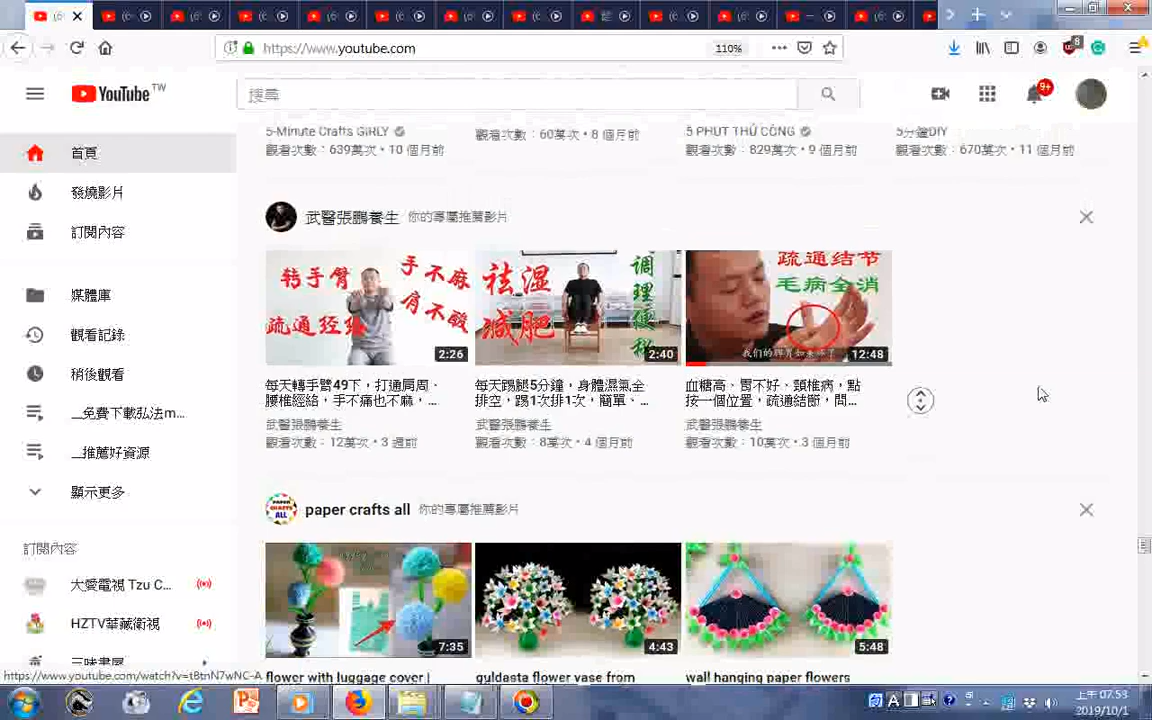 https://www.youtube.com
110%
8
YouTube TW
搜尋
9+
首頁
發燒影片
訂閱內容
媒體庫
觀看記錄
稍後觀看
__免費下載弘法m...
__推薦好資源
顯示更多
訂閱內容
大愛電視 Tzu C...
HZTV華藏衛視
5-Minute Crafts GIRLY
觀看次數：639萬次 • 10 個月前
觀看次數：60萬次 • 8 個月前
5 PHÚT THỦ CÔNG
觀看次數：829萬次 • 9 個月前
5分鐘DIY
觀看次數：670萬次 • 11 個月前
武醫張鵬養生 你的專屬推薦影片
转手臂
手不麻
肩不酸
疏通经络
2:26
祛湿
减肥
调理便秘
2:40
疏通结节
毛病全消
12:48
每天轉手臂49下，打通肩周、
腰椎經絡，手不痛也不麻，...
武醫張鵬養生
觀看次數：12萬次 • 3 週前
每天踢腿5分鐘，身體濕氣全
排空，踢1次排1次，簡單、...
武醫張鵬養生
觀看次數：8萬次 • 4 個月前
血糖高、胃不好、頸椎病，點
按一個位置，疏通結節，問...
武醫張鵬養生
觀看次數：10萬次 • 3 個月前
paper crafts all 你的專屬推薦影片
PAPER CRAFTS ALL
7:35
4:43
5:48
flower with luggage cover |
guldasta flower vase from
wall hanging paper flowers
https://www.youtube.com/watch?v=t8tnN7wNC-A
上午 07:53
2019/10/1